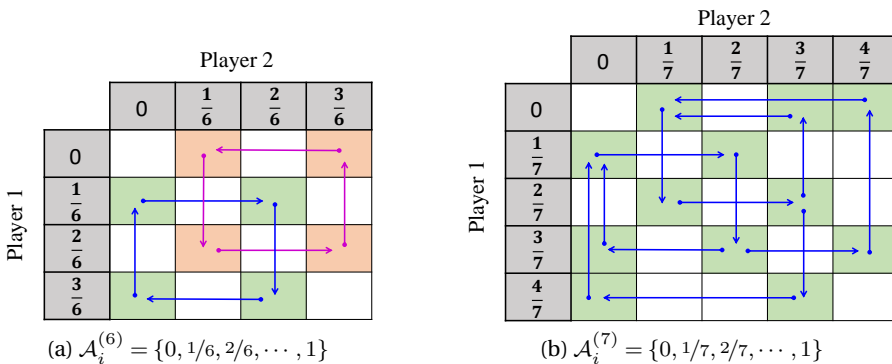 Player 2
0 1/6 2/6 3/6
Player 1
0
1/6
2/6
3/6
(a) 𝒜ᵢ⁽⁶⁾ = {0, 1/6, 2/6, ⋯, 1}
Player 2
0 1/7 2/7 3/7 4/7
Player 1
0
1/7
2/7
3/7
4/7
(b) 𝒜ᵢ⁽⁷⁾ = {0, 1/7, 2/7, ⋯, 1}